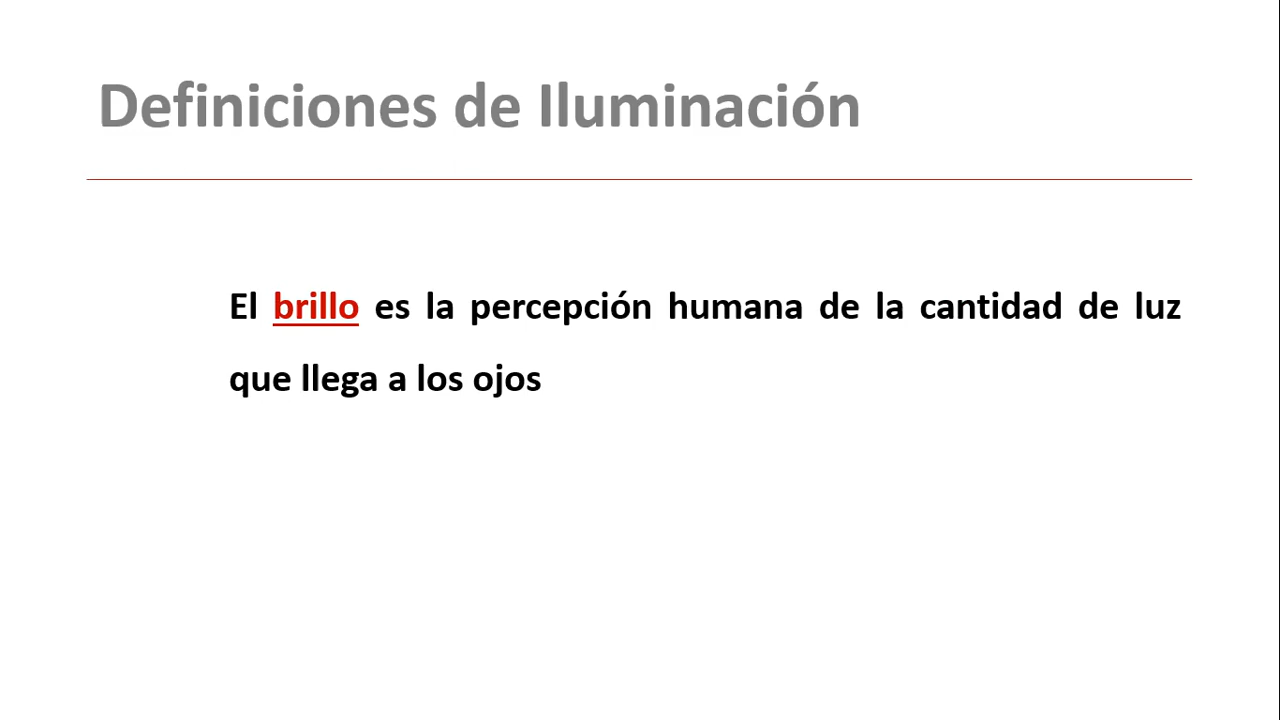 Definiciones de Iluminación
El brillo es la percepción humana de la cantidad de luz
que llega a los ojos